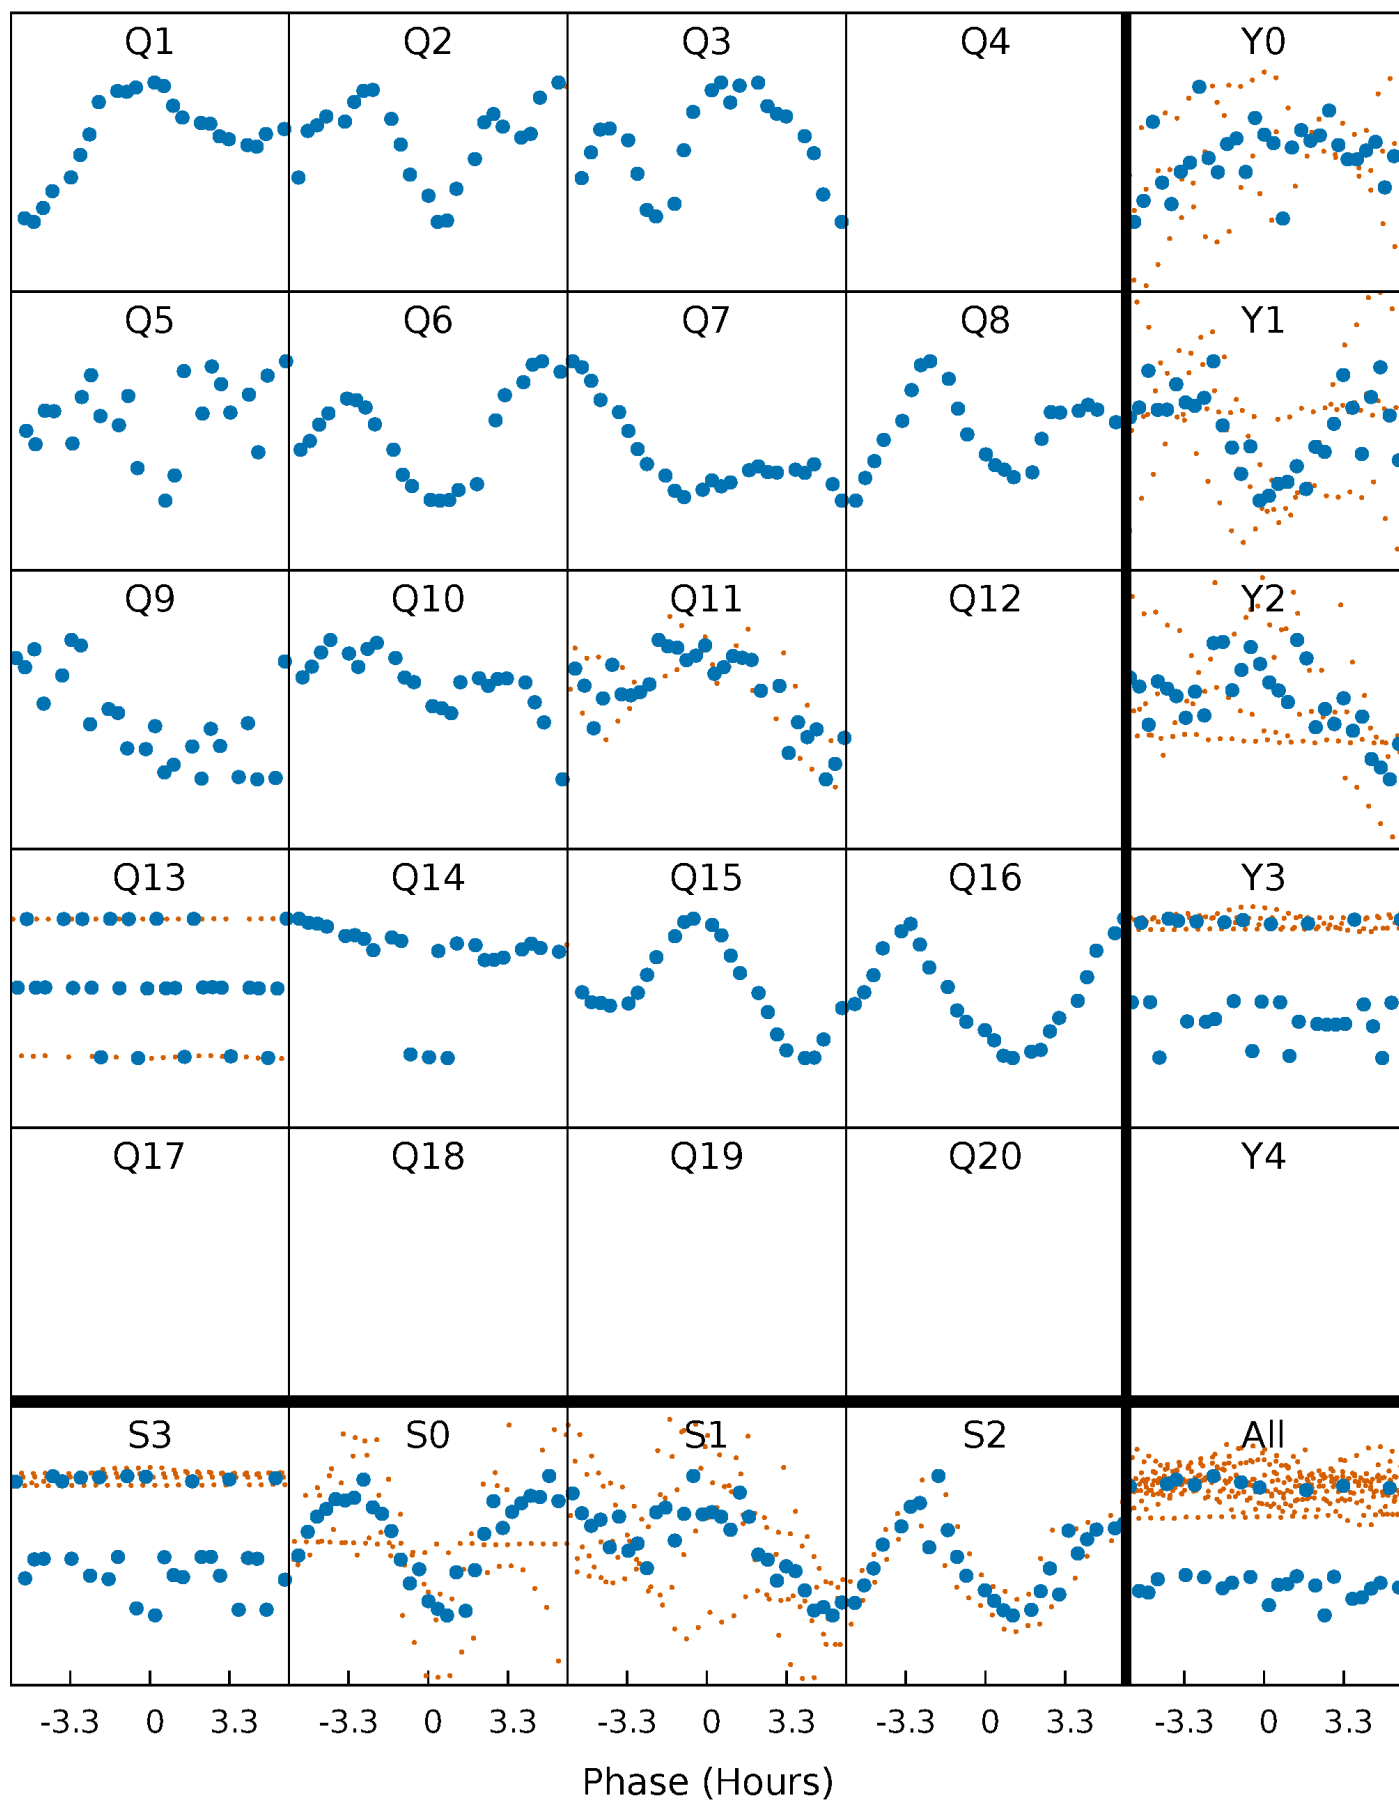 Q1 Q2 Q3 Q4 Y0
Q5 Q6 Q7 Q8 Y1
Q9 Q10 Q11 Q12 Y2
Q13 Q14 Q15 Q16 Y3
Q17 Q18 Q19 Q20 Y4
S3 S0 S1 S2 All
-3.3 0 3.3 -3.3 0 3.3 -3.3 0 3.3 -3.3 0 3.3 -3.3 0 3.3
Phase (Hours)